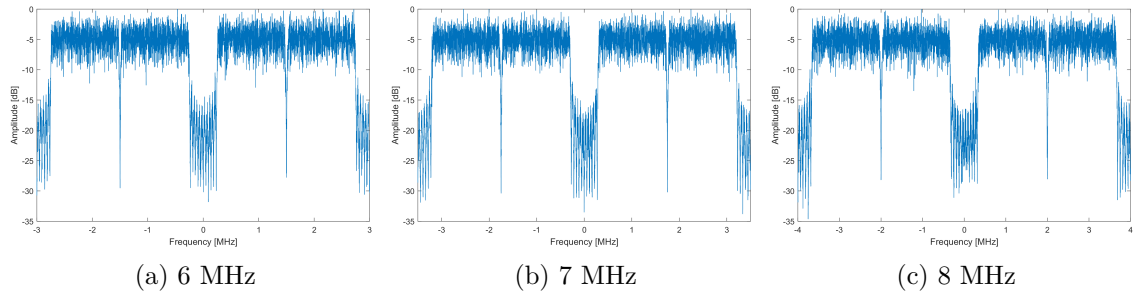 0
-5
-10
-15
-20
-25
-30
-35
Amplitude [dB]
-3 -2 -1 0 1 2 3
Frequency [MHz]
(a) 6 MHz
0
-5
-10
-15
-20
-25
-30
-35
Amplitude [dB]
-3 -2 -1 0 1 2 3
Frequency [MHz]
(b) 7 MHz
0
-5
-10
-15
-20
-25
-30
-35
Amplitude [dB]
-4 -3 -2 -1 0 1 2 3 4
Frequency [MHz]
(c) 8 MHz